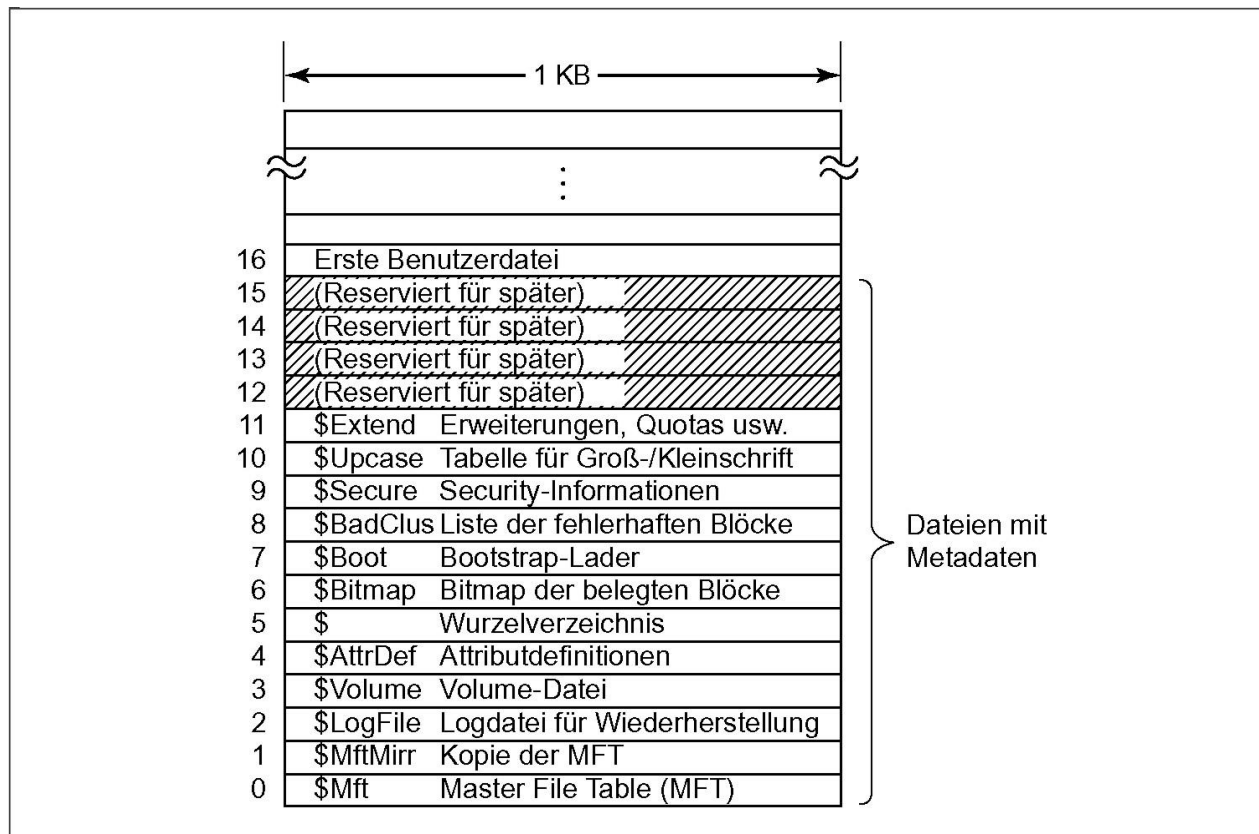 1 KB
⋮
16 Erste Benutzerdatei
15 (Reserviert für später)
14 (Reserviert für später)
13 (Reserviert für später)
12 (Reserviert für später)
11 $Extend Erweiterungen, Quotas usw.
10 $Upcase Tabelle für Groß-/Kleinschrift
9 $Secure Security-Informationen
8 $BadClus Liste der fehlerhaften Blöcke
7 $Boot Bootstrap-Lader
6 $Bitmap Bitmap der belegten Blöcke
5 $ Wurzelverzeichnis
4 $AttrDef Attributdefinitionen
3 $Volume Volume-Datei
2 $LogFile Logdatei für Wiederherstellung
1 $MftMirr Kopie der MFT
0 $Mft Master File Table (MFT)
Dateien mit
Metadaten